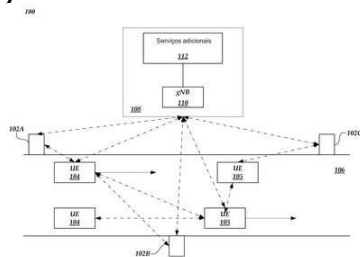 100
Serviços adicionais
112
gNB
110
108
102A
102C
UE
104
UE
105
106
UE
104
UE
105
102B